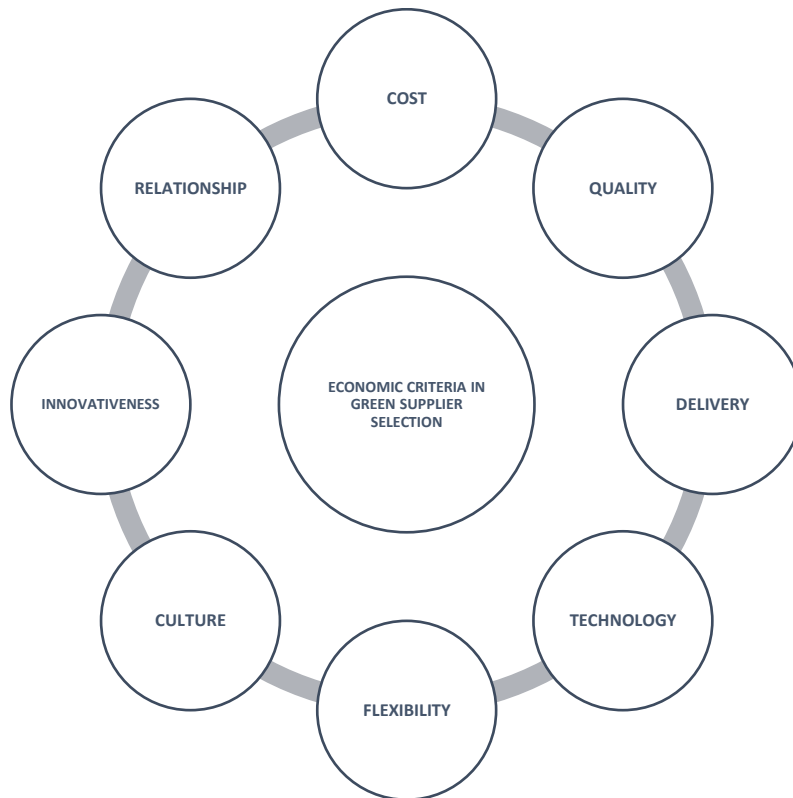 COST
QUALITY
DELIVERY
TECHNOLOGY
FLEXIBILITY
CULTURE
INNOVATIVENESS
RELATIONSHIP
ECONOMIC CRITERIA IN
GREEN SUPPLIER
SELECTION